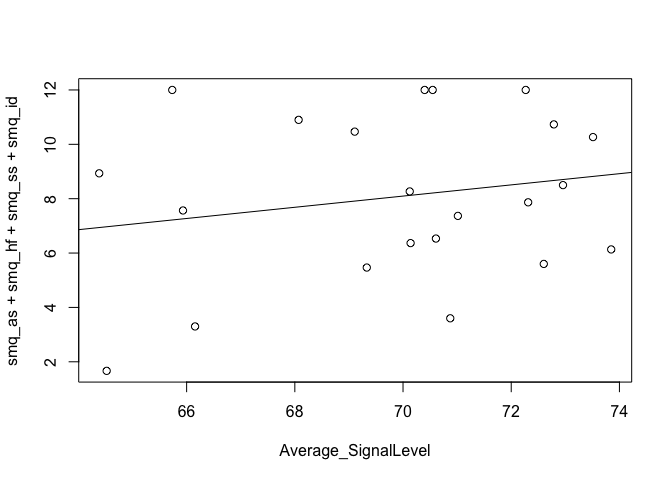 smq_as + smq_hf + smq_ss + smq_id
12
10
8
6
4
2
66 68 70 72 74
Average_SignalLevel